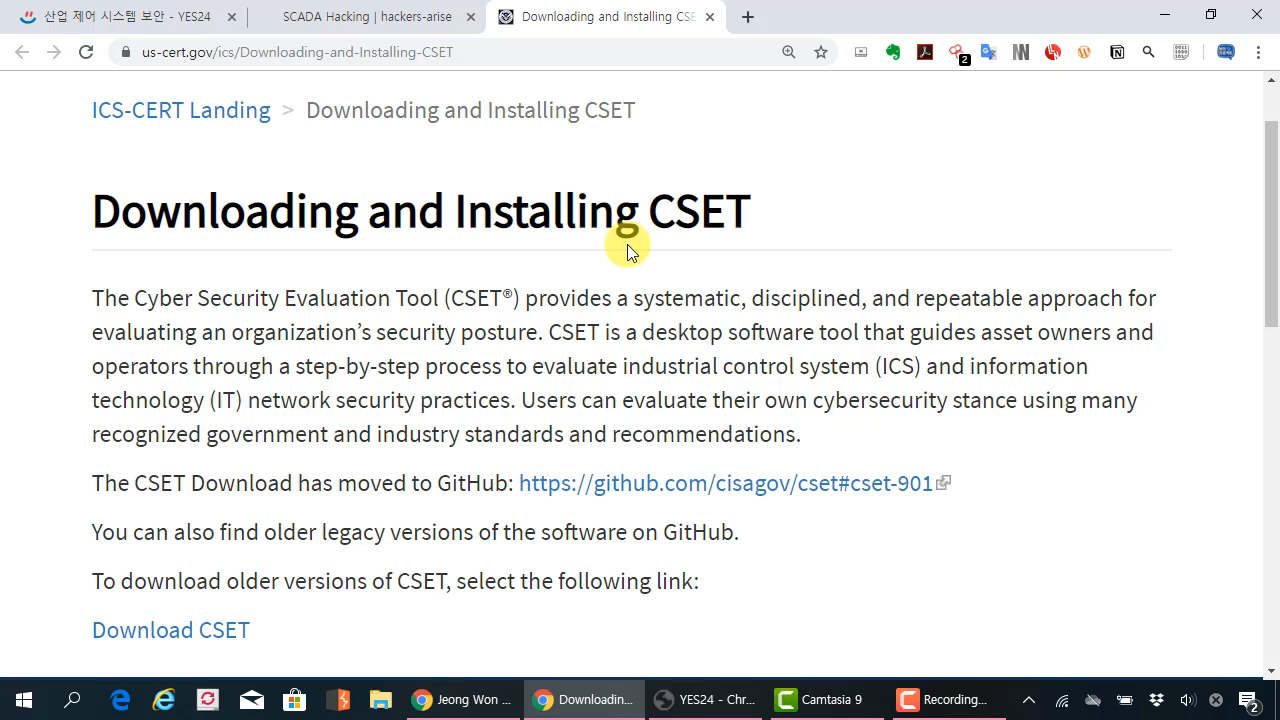 산업 제어 시스템 보안 - YES24
SCADA Hacking | hackers-arise
Downloading and Installing CSE
us-cert.gov/ics/Downloading-and-Installing-CSET
2
ICS-CERT Landing > Downloading and Installing CSET
Downloading and Installing CSET
The Cyber Security Evaluation Tool (CSET®) provides a systematic, disciplined, and repeatable approach for
evaluating an organization's security posture. CSET is a desktop software tool that guides asset owners and
operators through a step-by-step process to evaluate industrial control system (ICS) and information
technology (IT) network security practices. Users can evaluate their own cybersecurity stance using many
recognized government and industry standards and recommendations.
The CSET Download has moved to GitHub: https://github.com/cisagov/cset#cset-901
You can also find older legacy versions of the software on GitHub.
To download older versions of CSET, select the following link:
Download CSET
Jeong Won ...
Downloadin...
YES24 - Chr...
Camtasia 9
Recording...
2